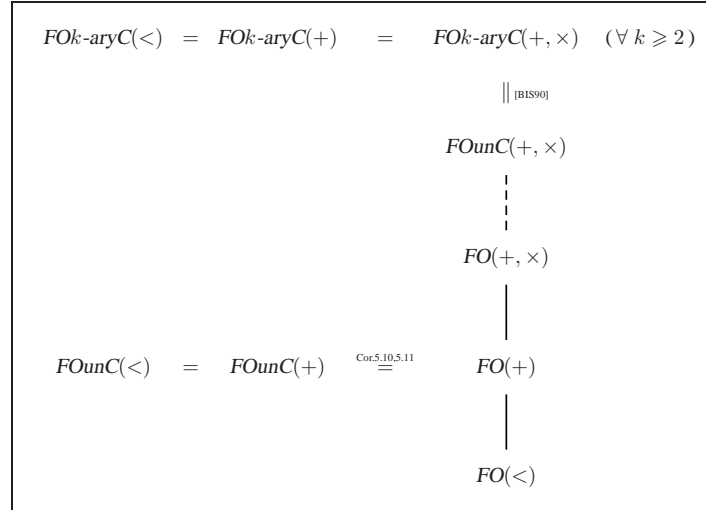 FOk-aryC(<) = FOk-aryC(+) = FOk-aryC(+, ×) (∀ k ⩾ 2)
|| [BIS90]
FOunC(+, ×)
FO(+, ×)
Cor.5.10,5.11
FOunC(<) = FOunC(+) = FO(+)
FO(<)